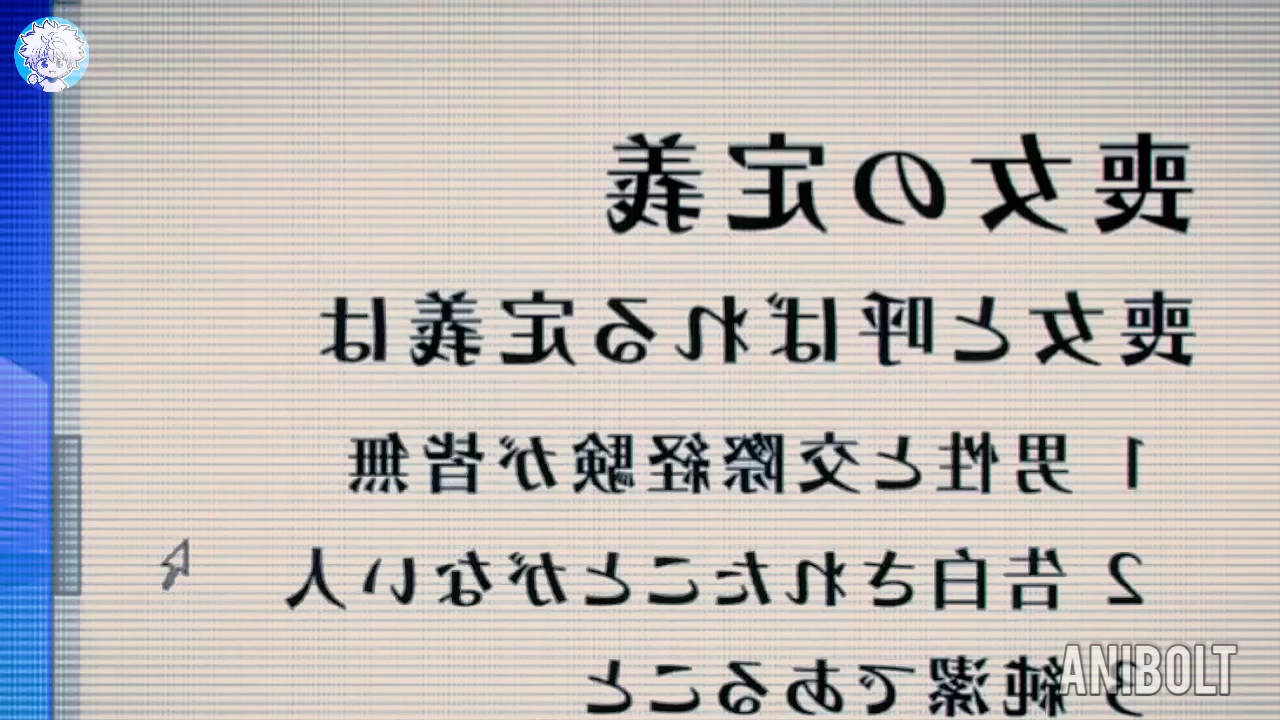 喪女の定義
喪女と呼ばれる定義は
1 男性と交際経験が皆無
2 告白されたことがない人
3 純潔であること
ANIBOLT